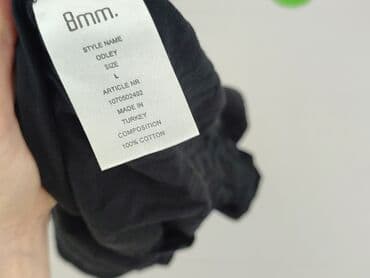 8mm.
STYLE NAME
ODLEY
SIZE
L
ARTICLE NR
1070502492
MADE IN
TURKEY
COMPOSITION
100% COTTON